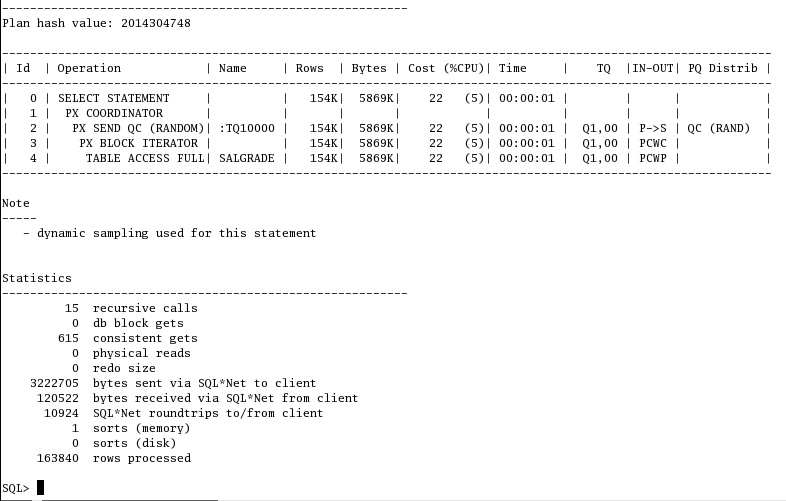 ----------------------------------------------------------
Plan hash value: 2014304748
--------------------------------------------------------------------------------------------------------------
| Id | Operation | Name | Rows | Bytes | Cost (%CPU)| Time | TQ |IN-OUT| PQ Distrib |
--------------------------------------------------------------------------------------------------------------
| 0 | SELECT STATEMENT | | 154K| 5869K| 22 (5)| 00:00:01 | | | |
| 1 | PX COORDINATOR | | | | | | | | |
| 2 | PX SEND QC (RANDOM)| :TQ10000 | 154K| 5869K| 22 (5)| 00:00:01 | Q1,00 | P->S | QC (RAND) |
| 3 | PX BLOCK ITERATOR | | 154K| 5869K| 22 (5)| 00:00:01 | Q1,00 | PCWC | |
| 4 | TABLE ACCESS FULL| SALGRADE | 154K| 5869K| 22 (5)| 00:00:01 | Q1,00 | PCWP | |
--------------------------------------------------------------------------------------------------------------
Note
-----
- dynamic sampling used for this statement
Statistics
----------------------------------------------------------
15 recursive calls
0 db block gets
615 consistent gets
0 physical reads
0 redo size
3222705 bytes sent via SQL*Net to client
120522 bytes received via SQL*Net from client
10924 SQL*Net roundtrips to/from client
1 sorts (memory)
0 sorts (disk)
163840 rows processed
SQL>